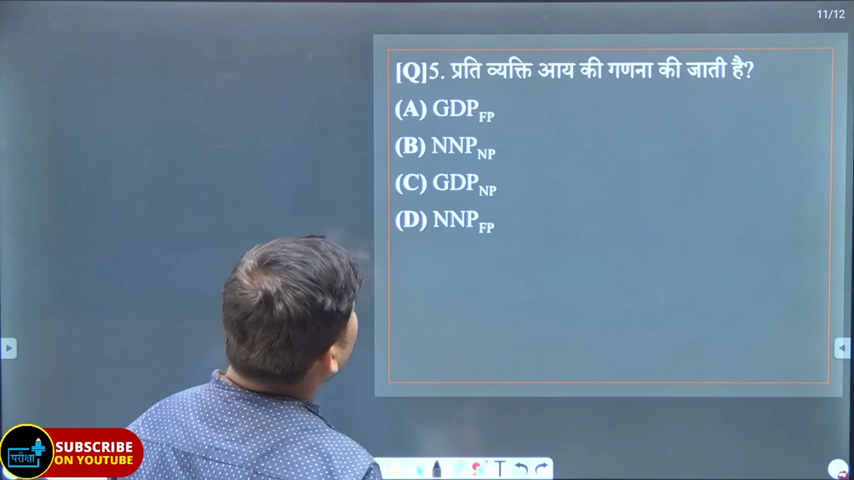 11/12
[Q]5. प्रति व्यक्ति आय की गणना की जाती है?
(A) GDPFP
(B) NNPNP
(C) GDPNP
(D) NNPFP
परीक्षा
SUBSCRIBE
ON YOUTUBE